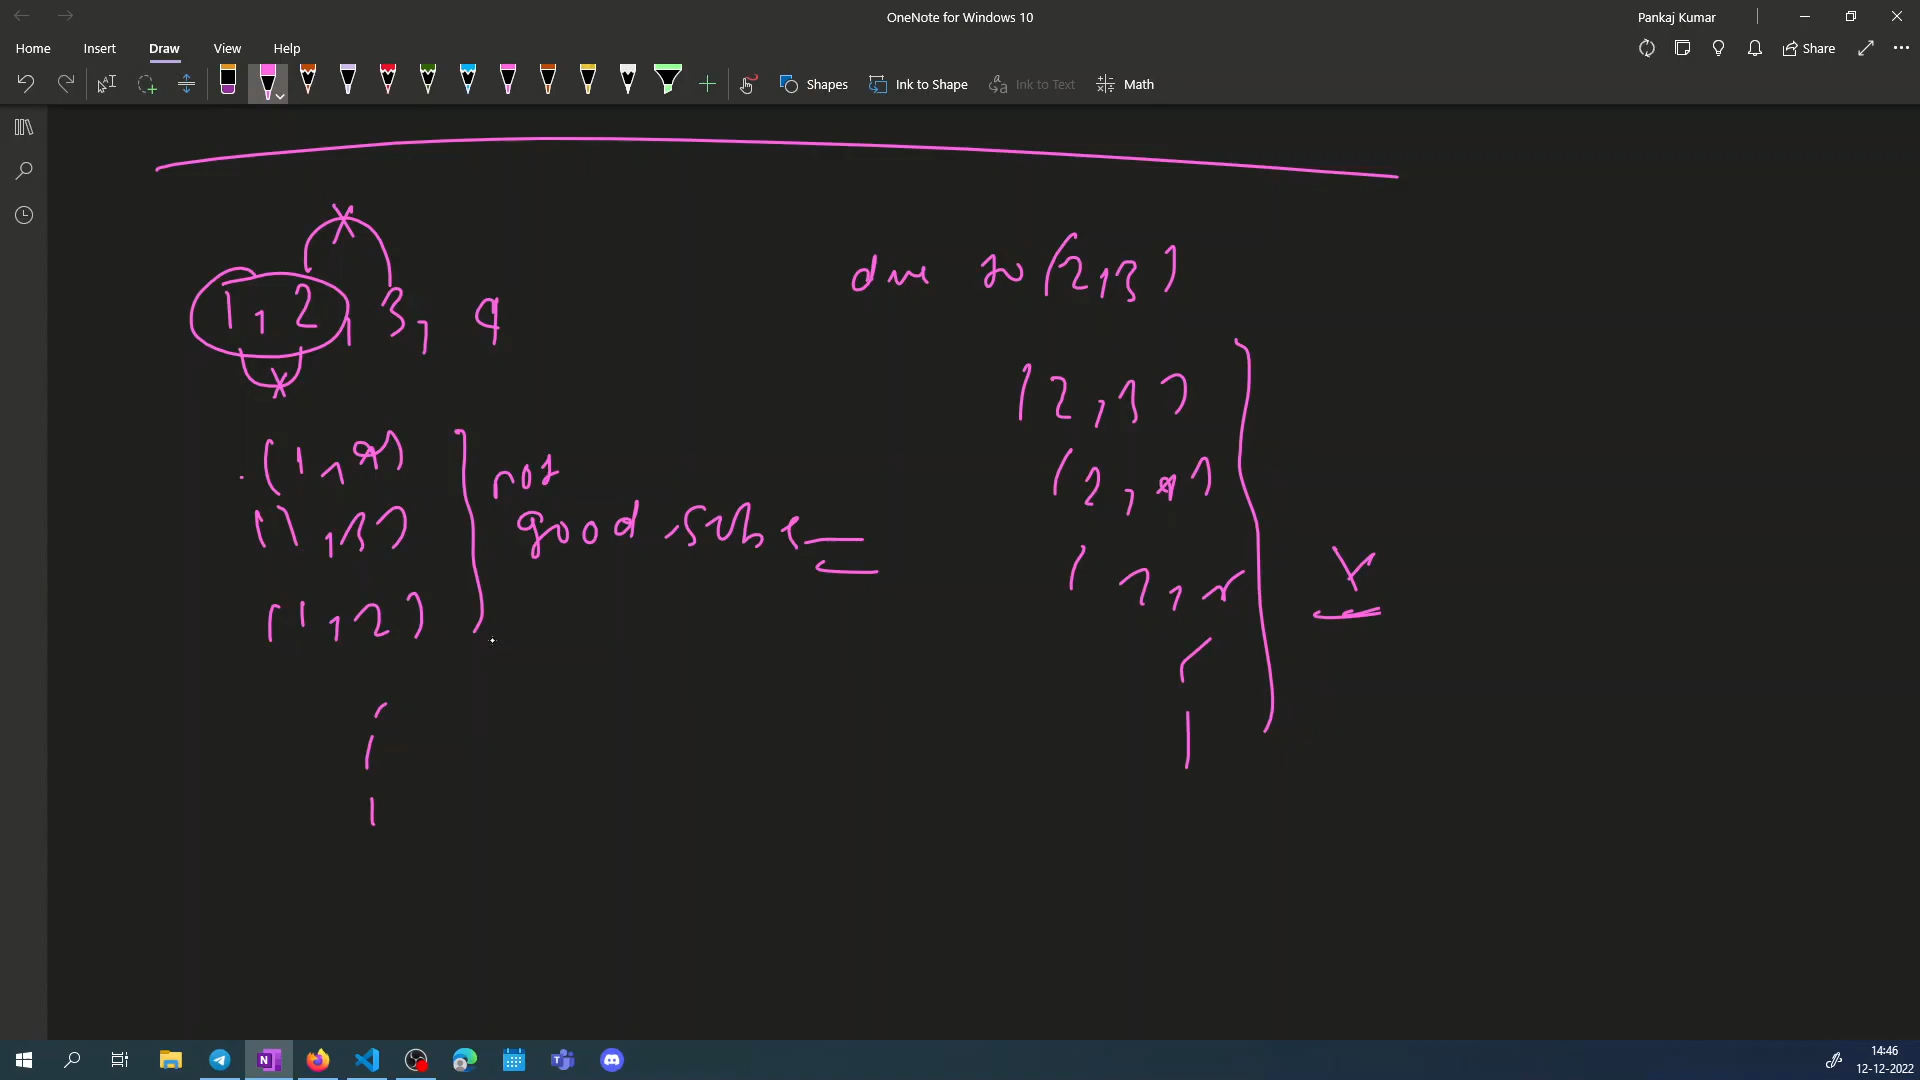 OneNote for Windows 10
Pankaj Kumar
Home Insert Draw View Help
Share
Shapes Ink to Shape Ink to Text Math
1, 2, 3, 4
due to (2,3)
(1,4)
(1,3)
(1,2)
not
good subs
(2,3)
(2,4)
14:46
12-12-2022